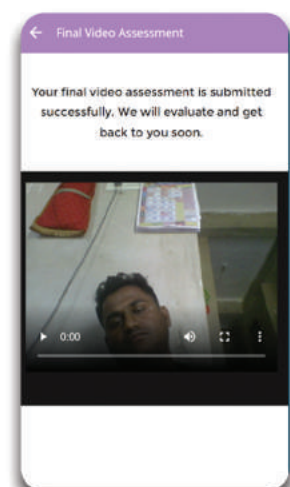 Final Video Assessment
Your final video assessment is submitted
successfully. We will evaluate and get
back to you soon.
0:00